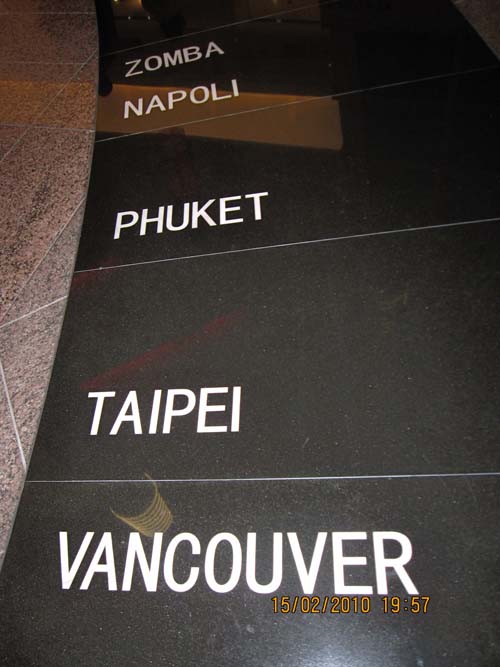 ZOMBA
NAPOLI
PHUKET
TAIPEI
VANCOUVER
15/02/2010 19:57